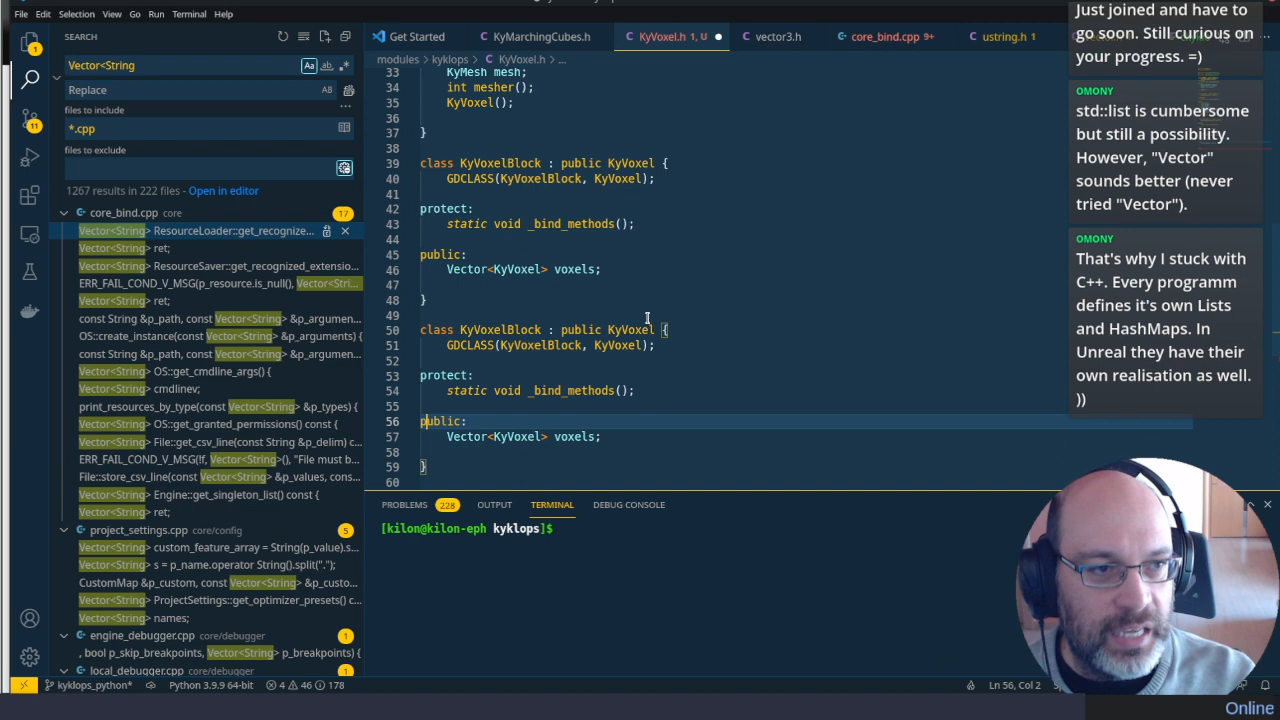 File Edit Selection View Go Run Terminal Help
SEARCH
Vector<String
Aa ab .*
Replace
AB
files to include
*.cpp
files to exclude
1267 results in 222 files - Open in editor
core_bind.cpp core 17
Vector<String> ResourceLoader::get_recognize...
Vector<String> ret;
Vector<String> ResourceSaver::get_recognized_extensio...
ERR_FAIL_COND_V_MSG(p_resource.is_null(), Vector<Stri...
Vector<String> ret;
const String &p_path, const Vector<String> &p_argumen...
OS::create_instance(const Vector<String> &p_arguments) {
const String &p_path, const Vector<String> &p_argumen...
Vector<String> OS::get_cmdline_args() {
Vector<String> cmdlinev;
print_resources_by_type(const Vector<String> &p_types) {
Vector<String> OS::get_granted_permissions() const {
Vector<String> File::get_csv_line(const String &p_delim) c...
ERR_FAIL_COND_V_MSG(!f, Vector<String>(), "File must b...
File::store_csv_line(const Vector<String> &p_values, cons...
Vector<String> Engine::get_singleton_list() const {
Vector<String> ret;
project_settings.cpp core/config 5
Vector<String> custom_feature_array = String(p_value).s...
Vector<String> s = p_name.operator String().split(".");
CustomMap &p_custom, const Vector<String> &p_custo...
Vector<String> ProjectSettings::get_optimizer_presets() c...
Vector<String> names;
engine_debugger.cpp core/debugger 1
, bool p_skip_breakpoints, Vector<String> p_breakpoints) {
local_debugger.cpp core/debugger 1
1
11
Get Started
KyMarchingCubes.h
KyVoxel.h 1, U
vector3.h
core_bind.cpp 9+
ustring.h 1
modules > kyklops > KyVoxel.h > ...
33 KyMesh mesh;
34 int mesher();
35 KyVoxel();
36
37 }
38
39 class KyVoxelBlock : public KyVoxel {
40 GDCLASS(KyVoxelBlock, KyVoxel);
41
42 protect:
43 static void _bind_methods();
44
45 public:
46 Vector<KyVoxel> voxels;
47
48 }
49
50 class KyVoxelBlock : public KyVoxel {
51 GDCLASS(KyVoxelBlock, KyVoxel);
52
53 protect:
54 static void _bind_methods();
55
56 public:
57 Vector<KyVoxel> voxels;
58
59 }
60
PROBLEMS 228 OUTPUT TERMINAL DEBUG CONSOLE
[kilon@kilon-eph kyklops]$
Just joined and have to
go soon. Still curious on
your progress. =)
OMONY
std::list is cumbersome
but still a possibility.
However, "Vector"
sounds better (never
tried "Vector").
OMONY
That's why I stuck with
C++. Every programm
defines it's own Lists
and HashMaps. In
Unreal they have their
own realisation as well.
))
kyklops_python* Python 3.9.9 64-bit 4 46 178
Ln 56, Col 2
Online